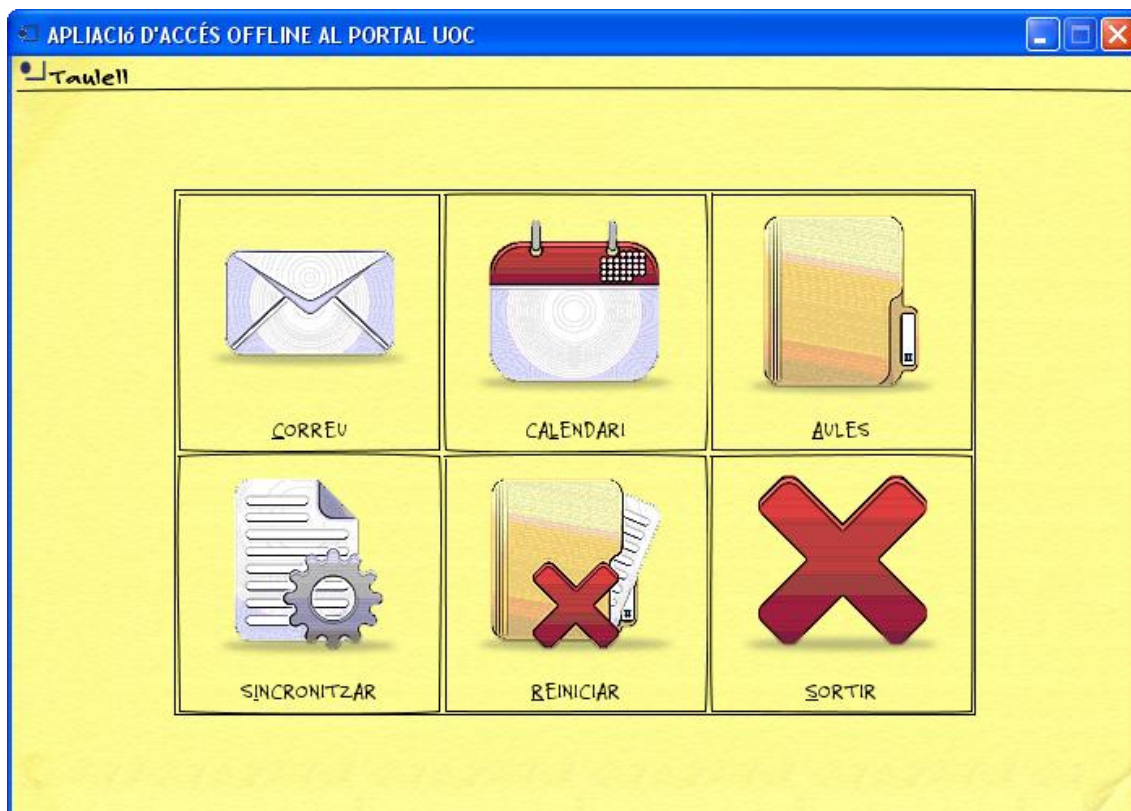 APLIACIó D'ACCÉS OFFLINE AL PORTAL UOC
Taulell
CORREU CALENDARI AULES
SINCRONITZAR REINICIAR SORTIR